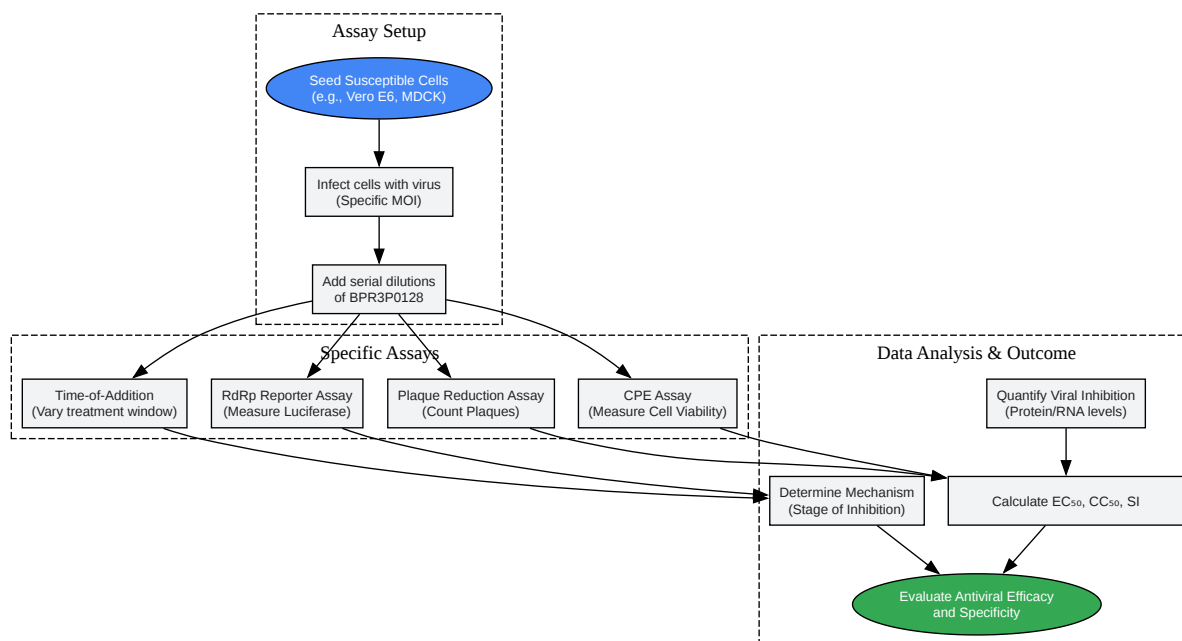 Assay Setup
Seed Susceptible Cells
(e.g., Vero E6, MDCK)
Infect cells with virus
(Specific MOI)
Add serial dilutions
of BPR3P0128
Specific Assays
Time-of-Addition
(Vary treatment window)
RdRp Reporter Assay
(Measure Luciferase)
Plaque Reduction Assay
(Count Plaques)
CPE Assay
(Measure Cell Viability)
Data Analysis & Outcome
Quantify Viral Inhibition
(Protein/RNA levels)
Determine Mechanism
(Stage of Inhibition)
Calculate EC₅₀, CC₅₀, SI
Evaluate Antiviral Efficacy
and Specificity